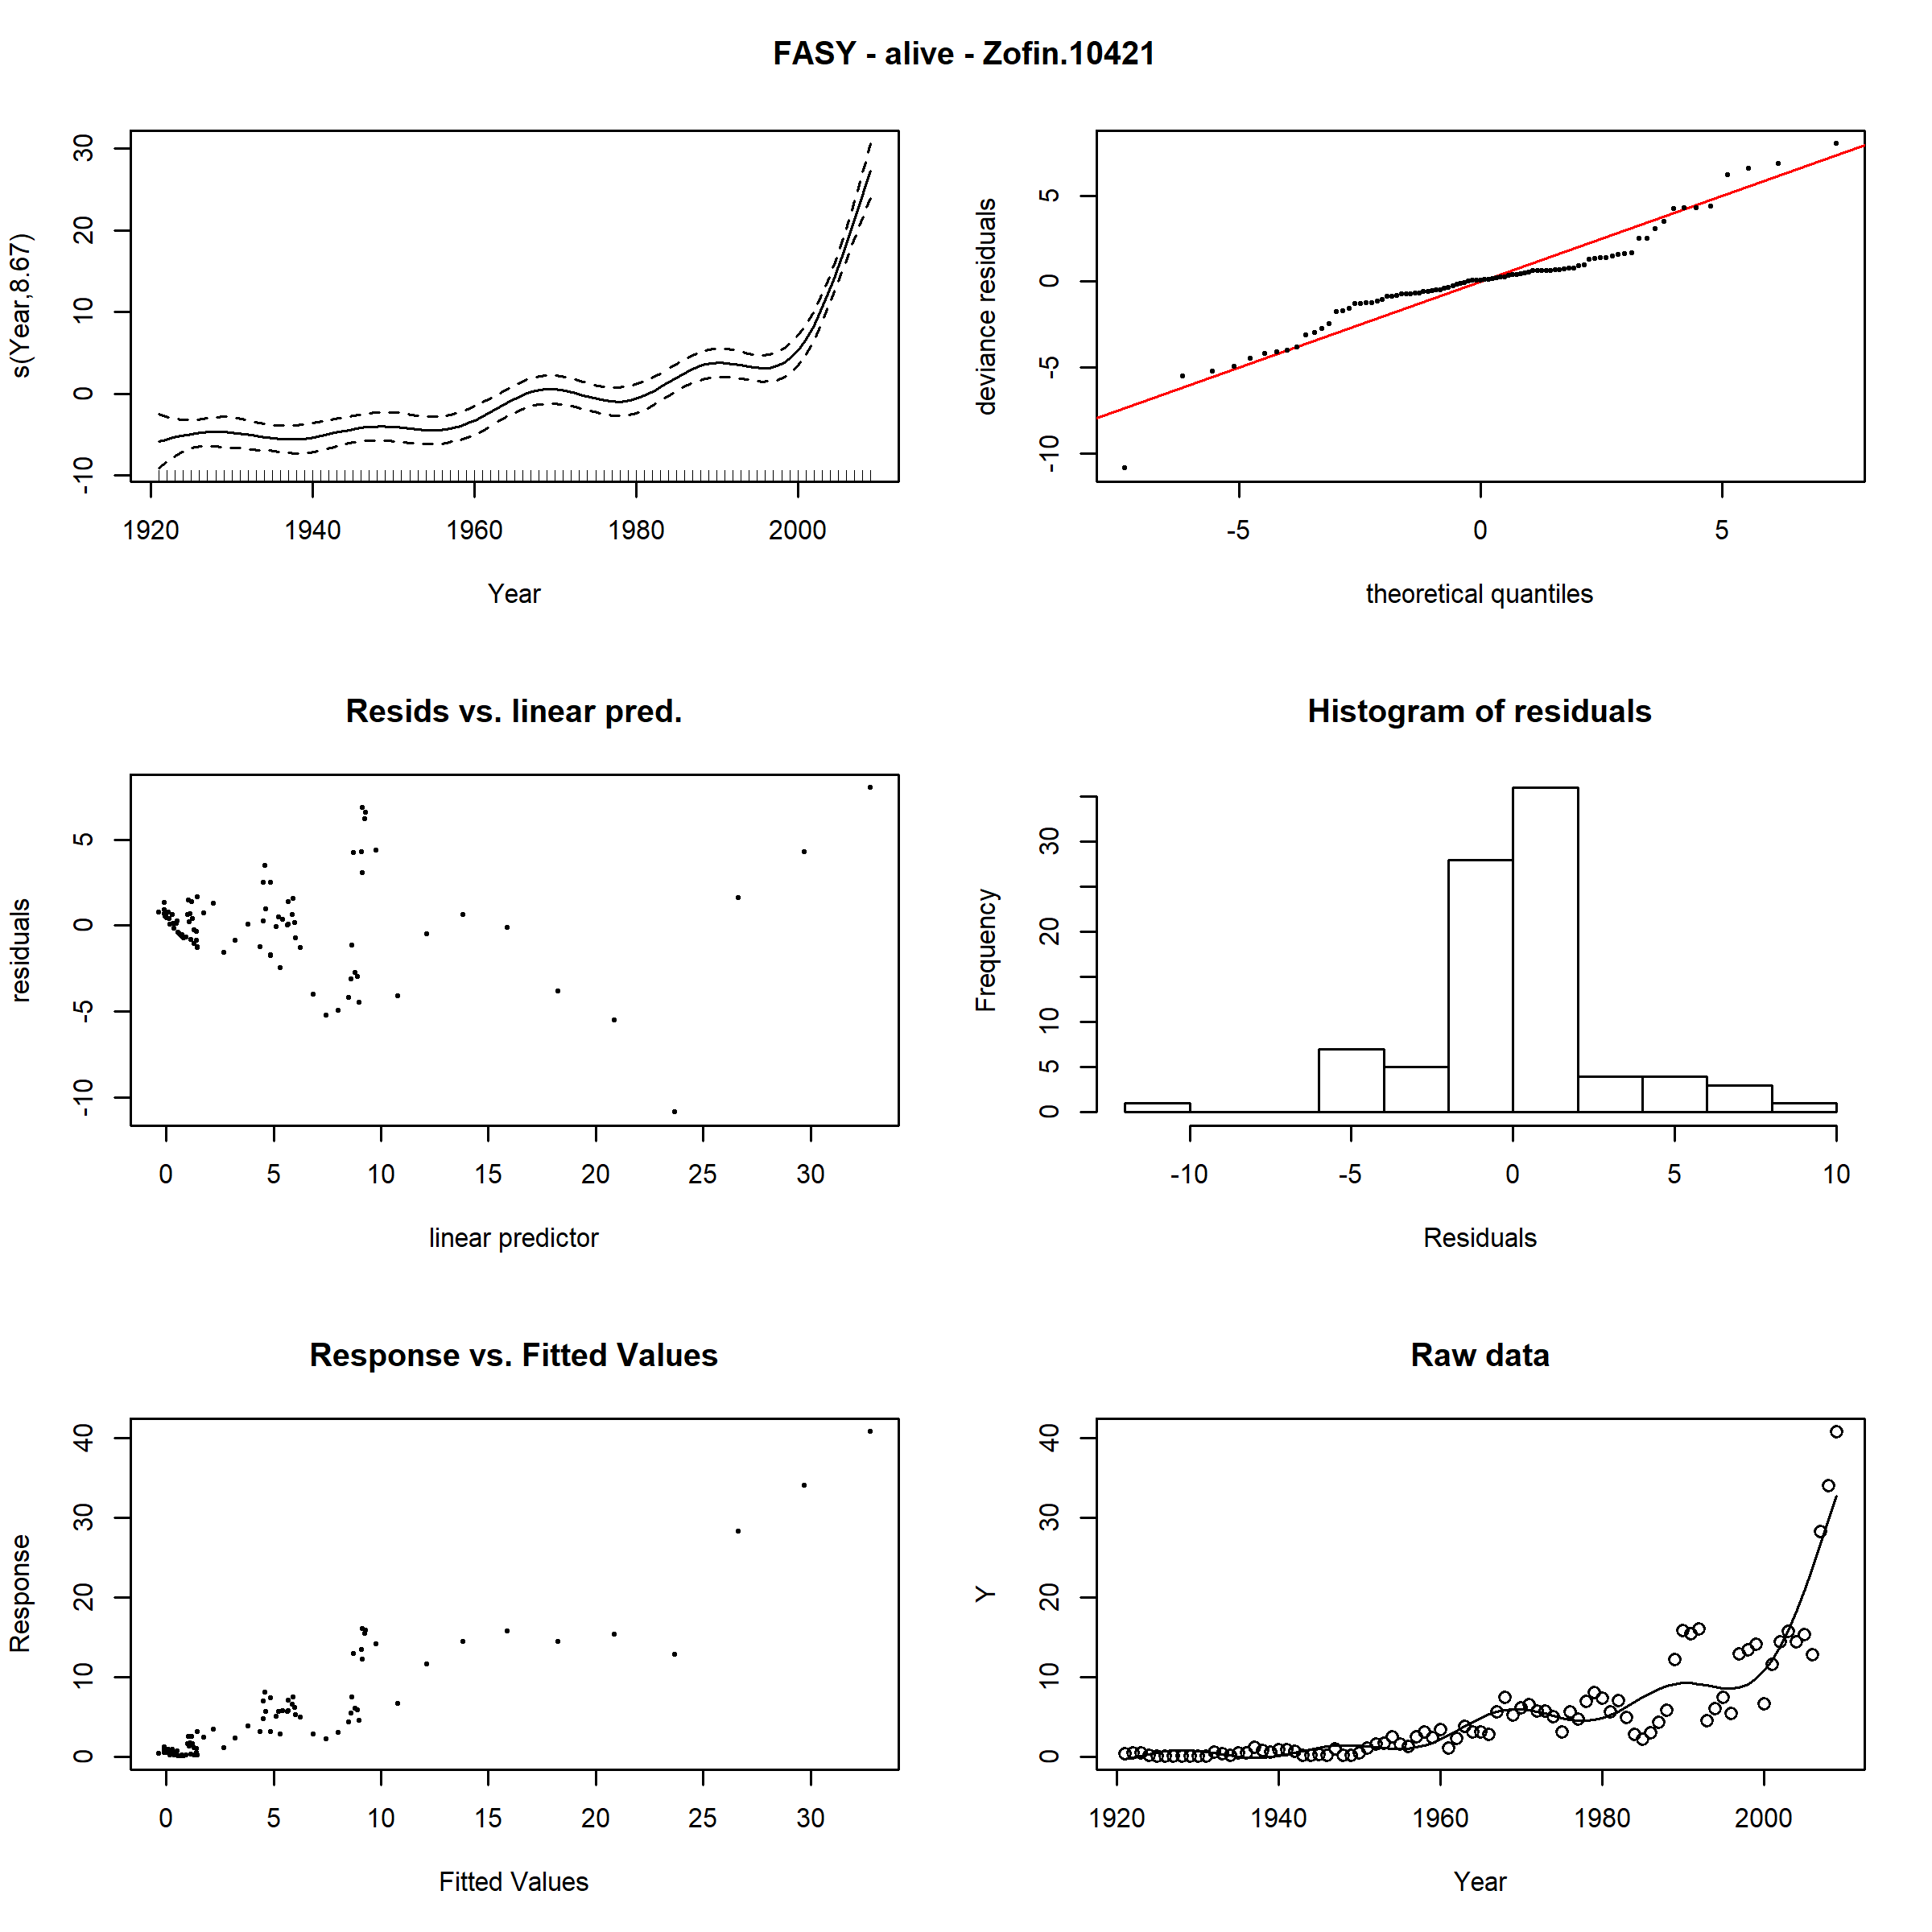 FASY - alive - Zofin.10421
s(Year,8.67)
-10 0 10 20 30
1920 1940 1960 1980 2000
Year
deviance residuals
-10 -5 0 5
-5 0 5
theoretical quantiles
Resids vs. linear pred.
residuals
-10 -5 0 5
0 5 10 15 20 25 30
linear predictor
Histogram of residuals
Frequency
0 5 10 20 30
-10 -5 0 5 10
Residuals
Response vs. Fitted Values
Response
0 10 20 30 40
0 5 10 15 20 25 30
Fitted Values
Raw data
Y
0 10 20 30 40
1920 1940 1960 1980 2000
Year